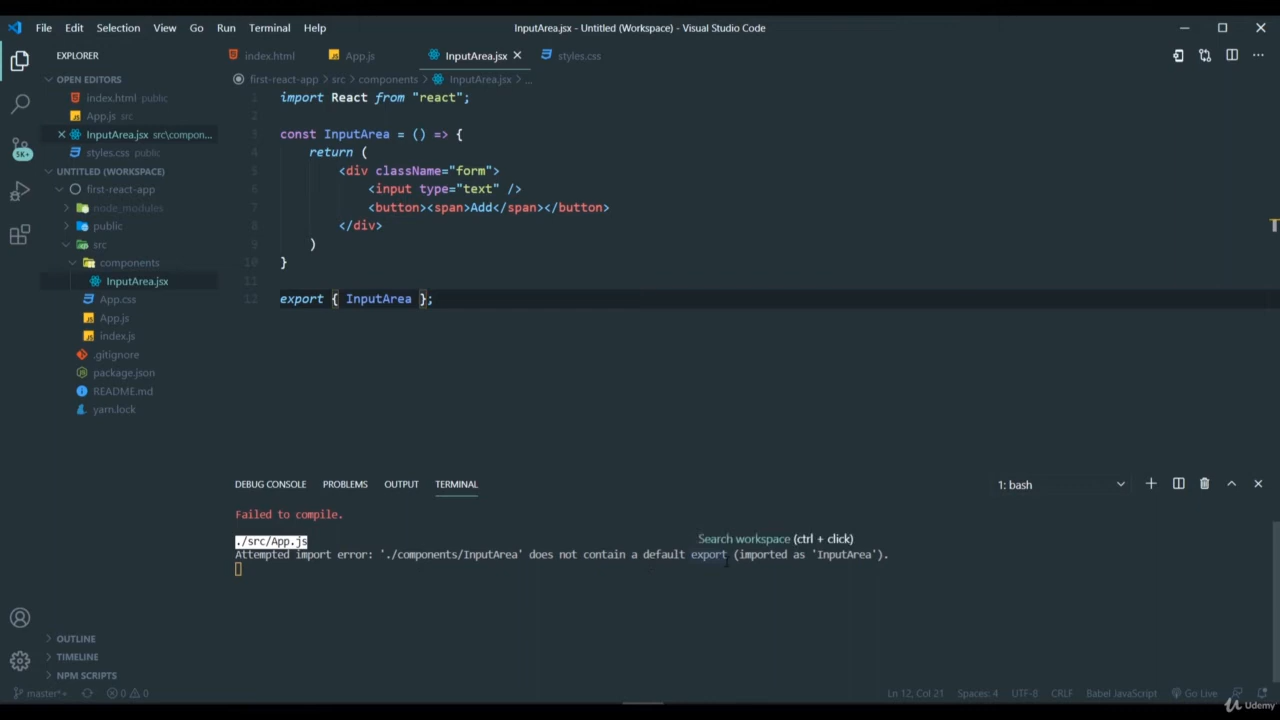 File Edit Selection View Go Run Terminal Help
InputArea.jsx - Untitled (Workspace) - Visual Studio Code
EXPLORER
OPEN EDITORS
index.html public
App.js src
InputArea.jsx src\compon...
styles.css public
UNTITLED (WORKSPACE)
first-react-app
node_modules
public
src
components
InputArea.jsx
App.css
App.js
index.js
.gitignore
package.json
README.md
yarn.lock
OUTLINE
TIMELINE
NPM SCRIPTS
5K+
index.html App.js InputArea.jsx styles.css
first-react-app > src > components > InputArea.jsx > ...
1 import React from "react";
2
3 const InputArea = () => {
4 return (
5 <div className="form">
6 <input type="text" />
7 <button><span>Add</span></button>
8 </div>
9 )
10 }
11
12 export { InputArea };
DEBUG CONSOLE PROBLEMS OUTPUT TERMINAL
1: bash
Failed to compile.
./src/App.js
Search workspace (ctrl + click)
Attempted import error: './components/InputArea' does not contain a default export (imported as 'InputArea').
master*+ 0 0
Ln 12, Col 21 Spaces: 4 UTF-8 CRLF Babel JavaScript Go Live
Udemy